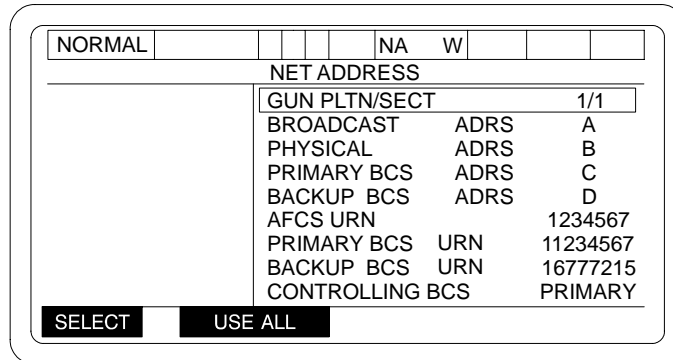 NORMAL NA W
NET ADDRESS
GUN PLTN/SECT 1/1
BROADCAST ADRS A
PHYSICAL ADRS B
PRIMARY BCS ADRS C
BACKUP BCS ADRS D
AFCS URN 1234567
PRIMARY BCS URN 11234567
BACKUP BCS URN 16777215
CONTROLLING BCS PRIMARY
SELECT USE ALL